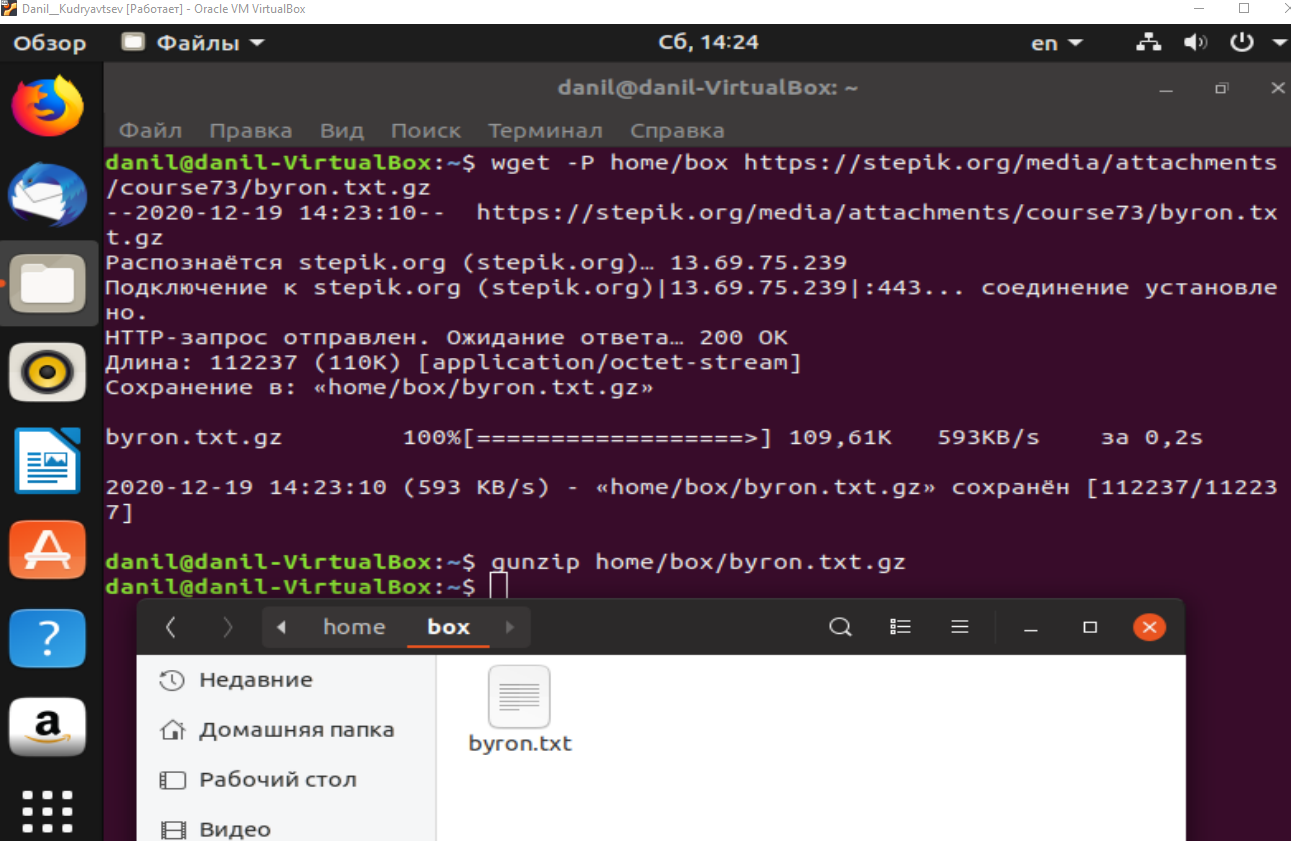 Danil__Kudryavtsev [Работает] - Oracle VM VirtualBox
Обзор Файлы Сб, 14:24 en
danil@danil-VirtualBox: ~
Файл Правка Вид Поиск Терминал Справка
danil@danil-VirtualBox:~$ wget -P home/box https://stepik.org/media/attachments
/course73/byron.txt.gz
--2020-12-19 14:23:10--  https://stepik.org/media/attachments/course73/byron.tx
t.gz
Распознаётся stepik.org (stepik.org)… 13.69.75.239
Подключение к stepik.org (stepik.org)|13.69.75.239|:443... соединение установле
но.
HTTP-запрос отправлен. Ожидание ответа… 200 OK
Длина: 112237 (110K) [application/octet-stream]
Сохранение в: «home/box/byron.txt.gz»
byron.txt.gz 100%[==================>] 109,61K 593KB/s за 0,2s
2020-12-19 14:23:10 (593 KB/s) - «home/box/byron.txt.gz» сохранён [112237/11223
7]
danil@danil-VirtualBox:~$ gunzip home/box/byron.txt.gz
danil@danil-VirtualBox:~$
home box
Недавние
Домашняя папка
Рабочий стол
Видео
byron.txt